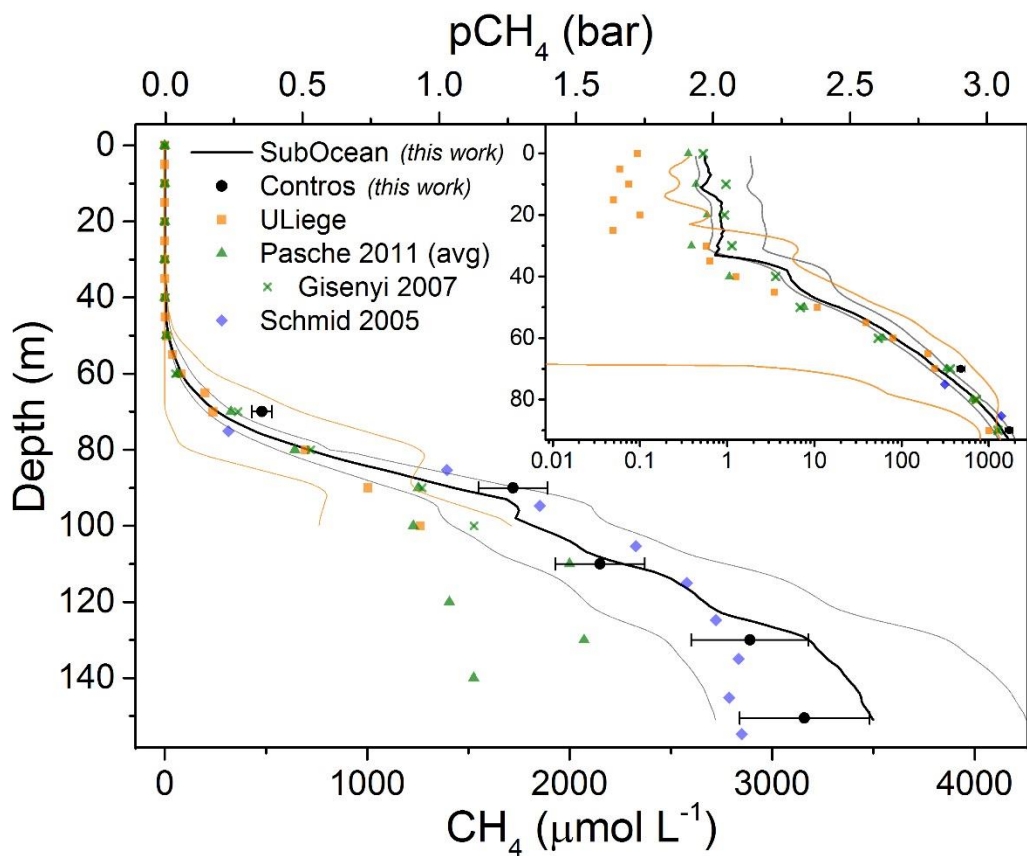 pCH4 (bar)
0.0 0.5 1.0 1.5 2.0 2.5 3.0
SubOcean (this work)
Contros (this work)
ULiege
Pasche 2011 (avg)
Gisenyi 2007
Schmid 2005
Depth (m)
0
20
40
60
80
100
120
140
0
20
40
60
80
0.01 0.1 1 10 100 1000
0 1000 2000 3000 4000
CH4 (μmol L-1)